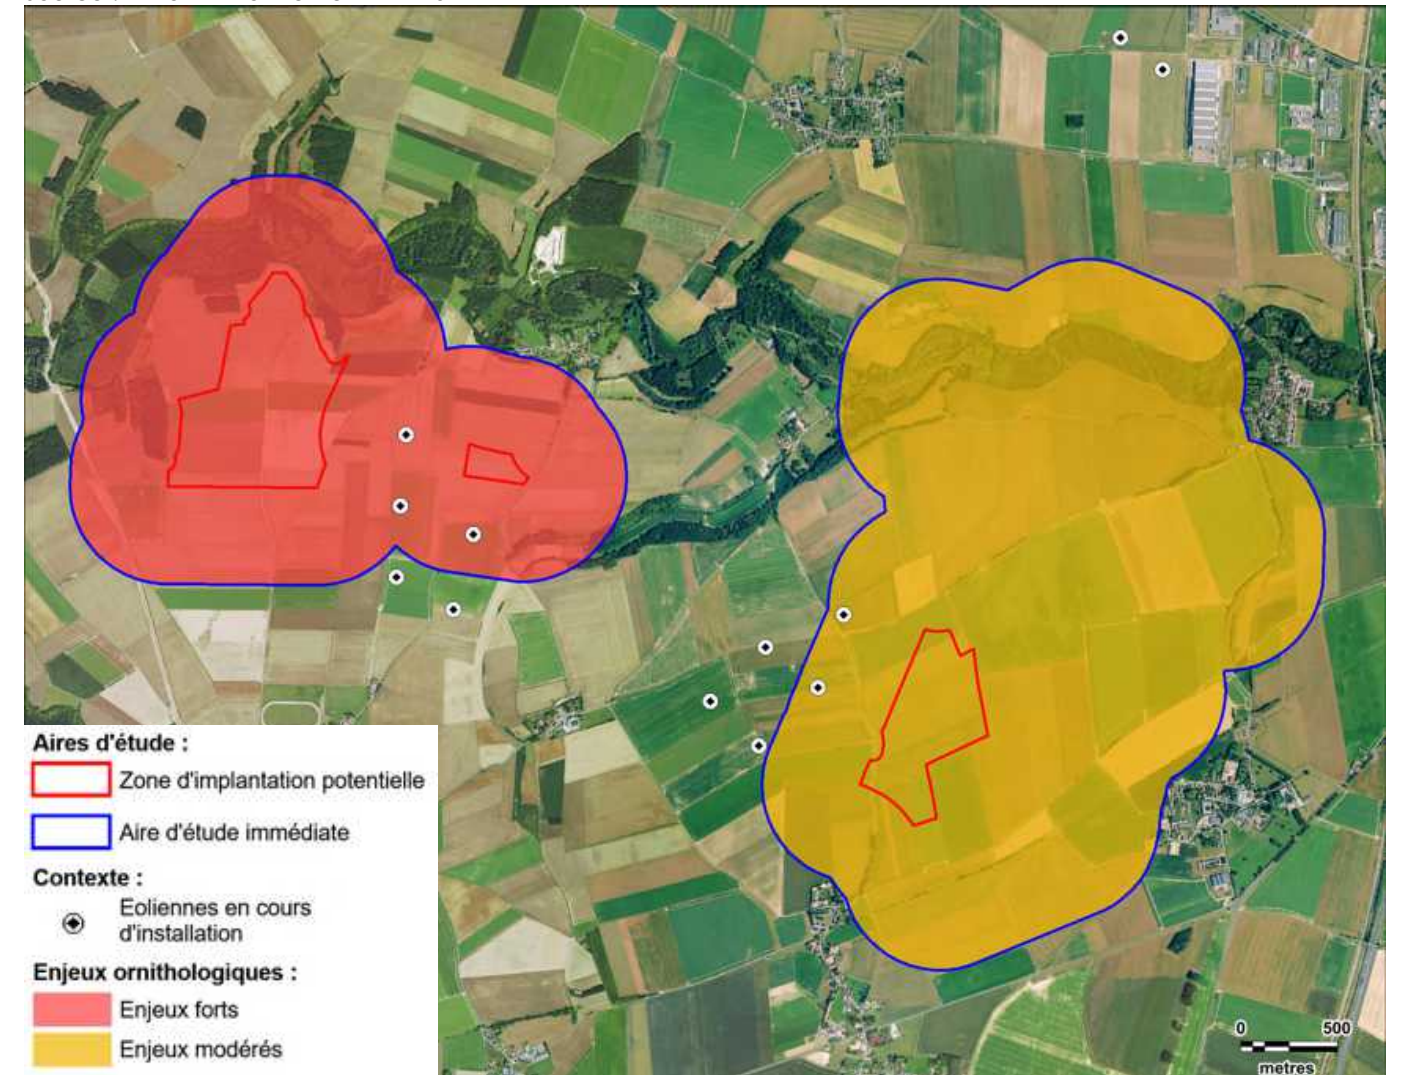 Aires d'étude :
Zone d'implantation potentielle
Aire d'étude immédiate
Contexte :
Eoliennes en cours
d'installation
Enjeux ornithologiques :
Enjeux forts
Enjeux modérés
0 500
metres